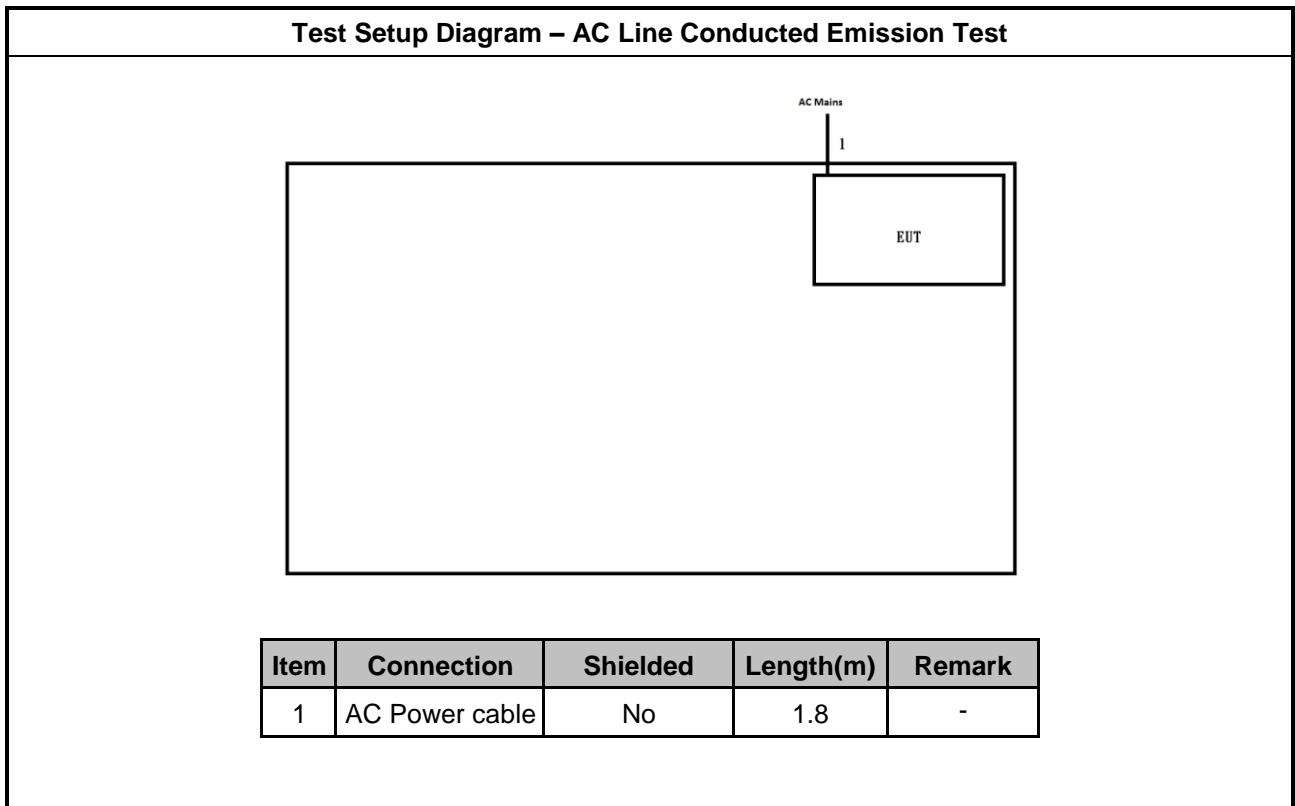 Test Setup Diagram – AC Line Conducted Emission Test
AC Mains
1
EUT
Item Connection Shielded Length(m) Remark
1 AC Power cable No 1.8 -